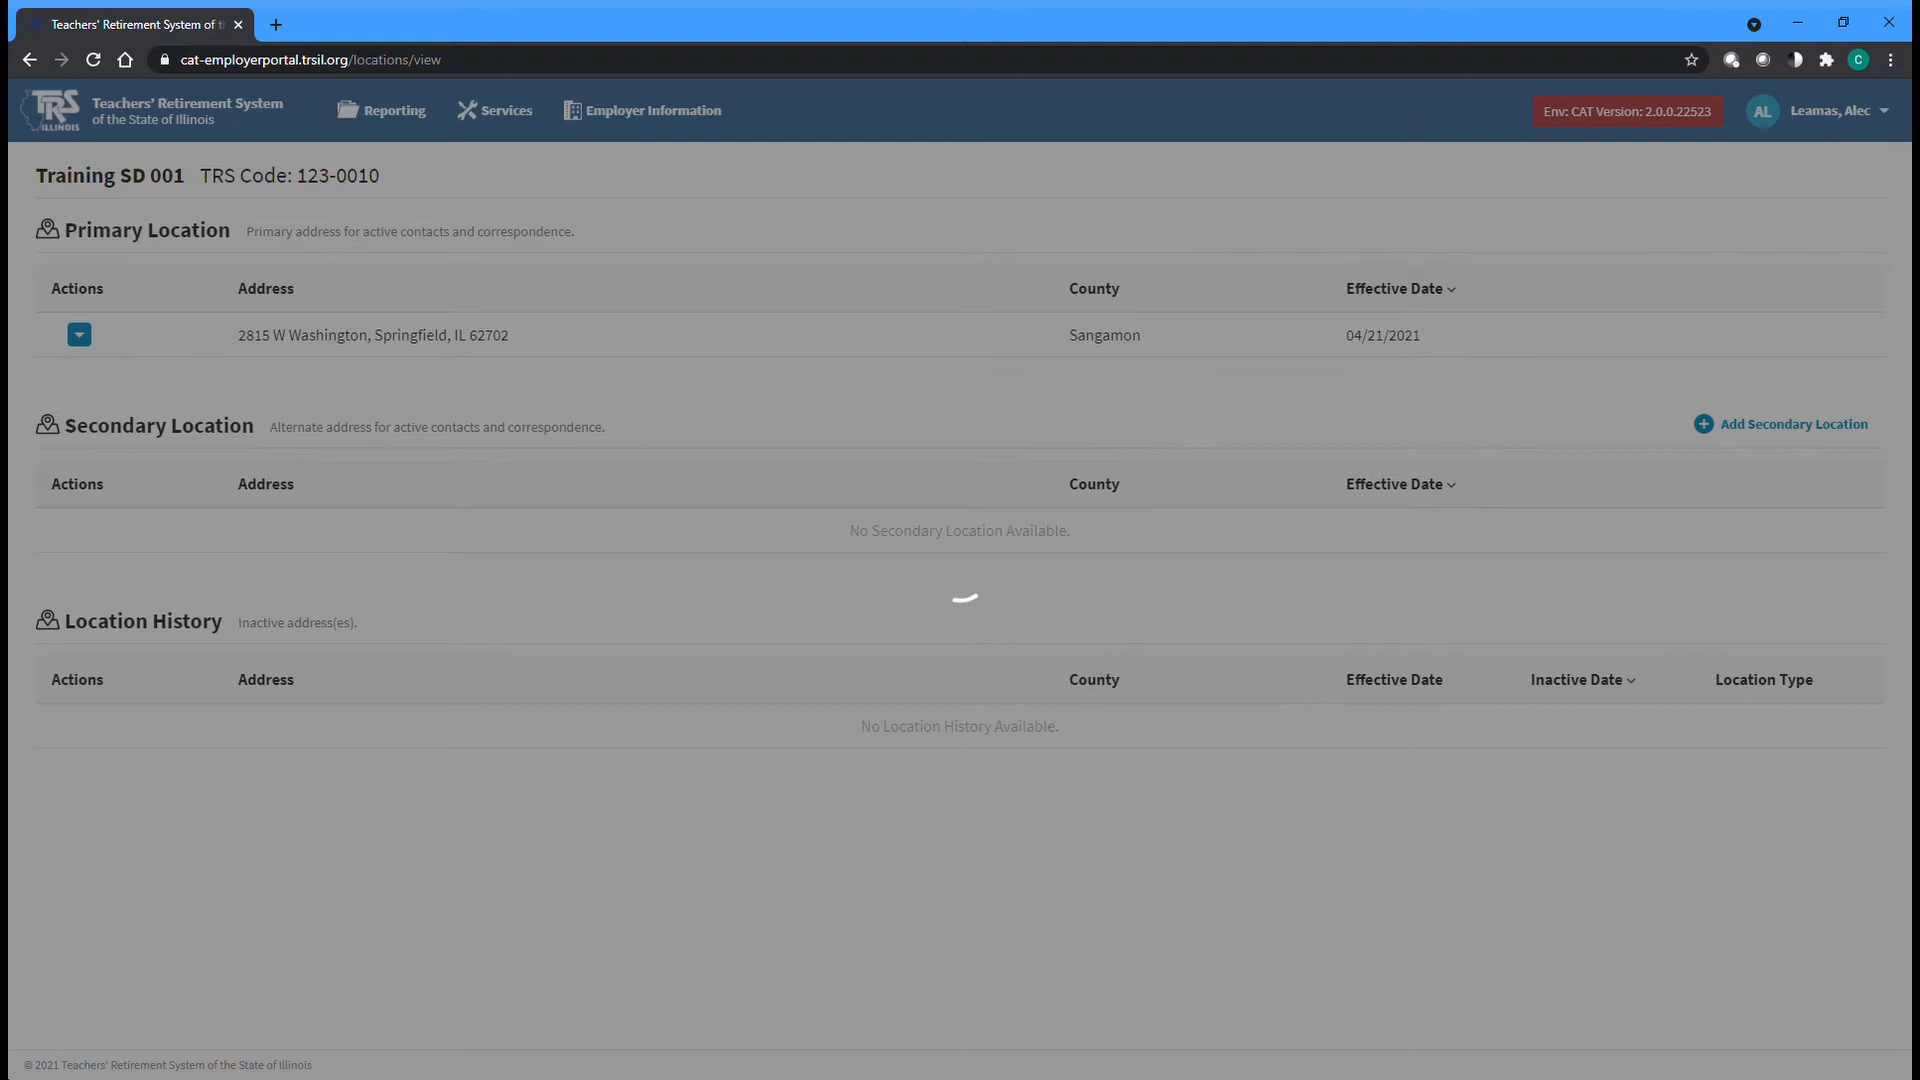 Teachers' Retirement System of t
cat-employerportal.trsil.org/locations/view
C
TRS
ILLINOIS
Teachers' Retirement System
of the State of Illinois
Reporting
Services
Employer Information
Env: CAT Version: 2.0.0.22523
AL
Leamas, Alec
Training SD 001 TRS Code: 123-0010
Primary Location Primary address for active contacts and correspondence.
Actions Address County Effective Date
2815 W Washington, Springfield, IL 62702 Sangamon 04/21/2021
Secondary Location Alternate address for active contacts and correspondence.
Add Secondary Location
Actions Address County Effective Date
No Secondary Location Available.
Location History Inactive address(es).
Actions Address County Effective Date Inactive Date Location Type
No Location History Available.
© 2021 Teachers' Retirement System of the State of Illinois